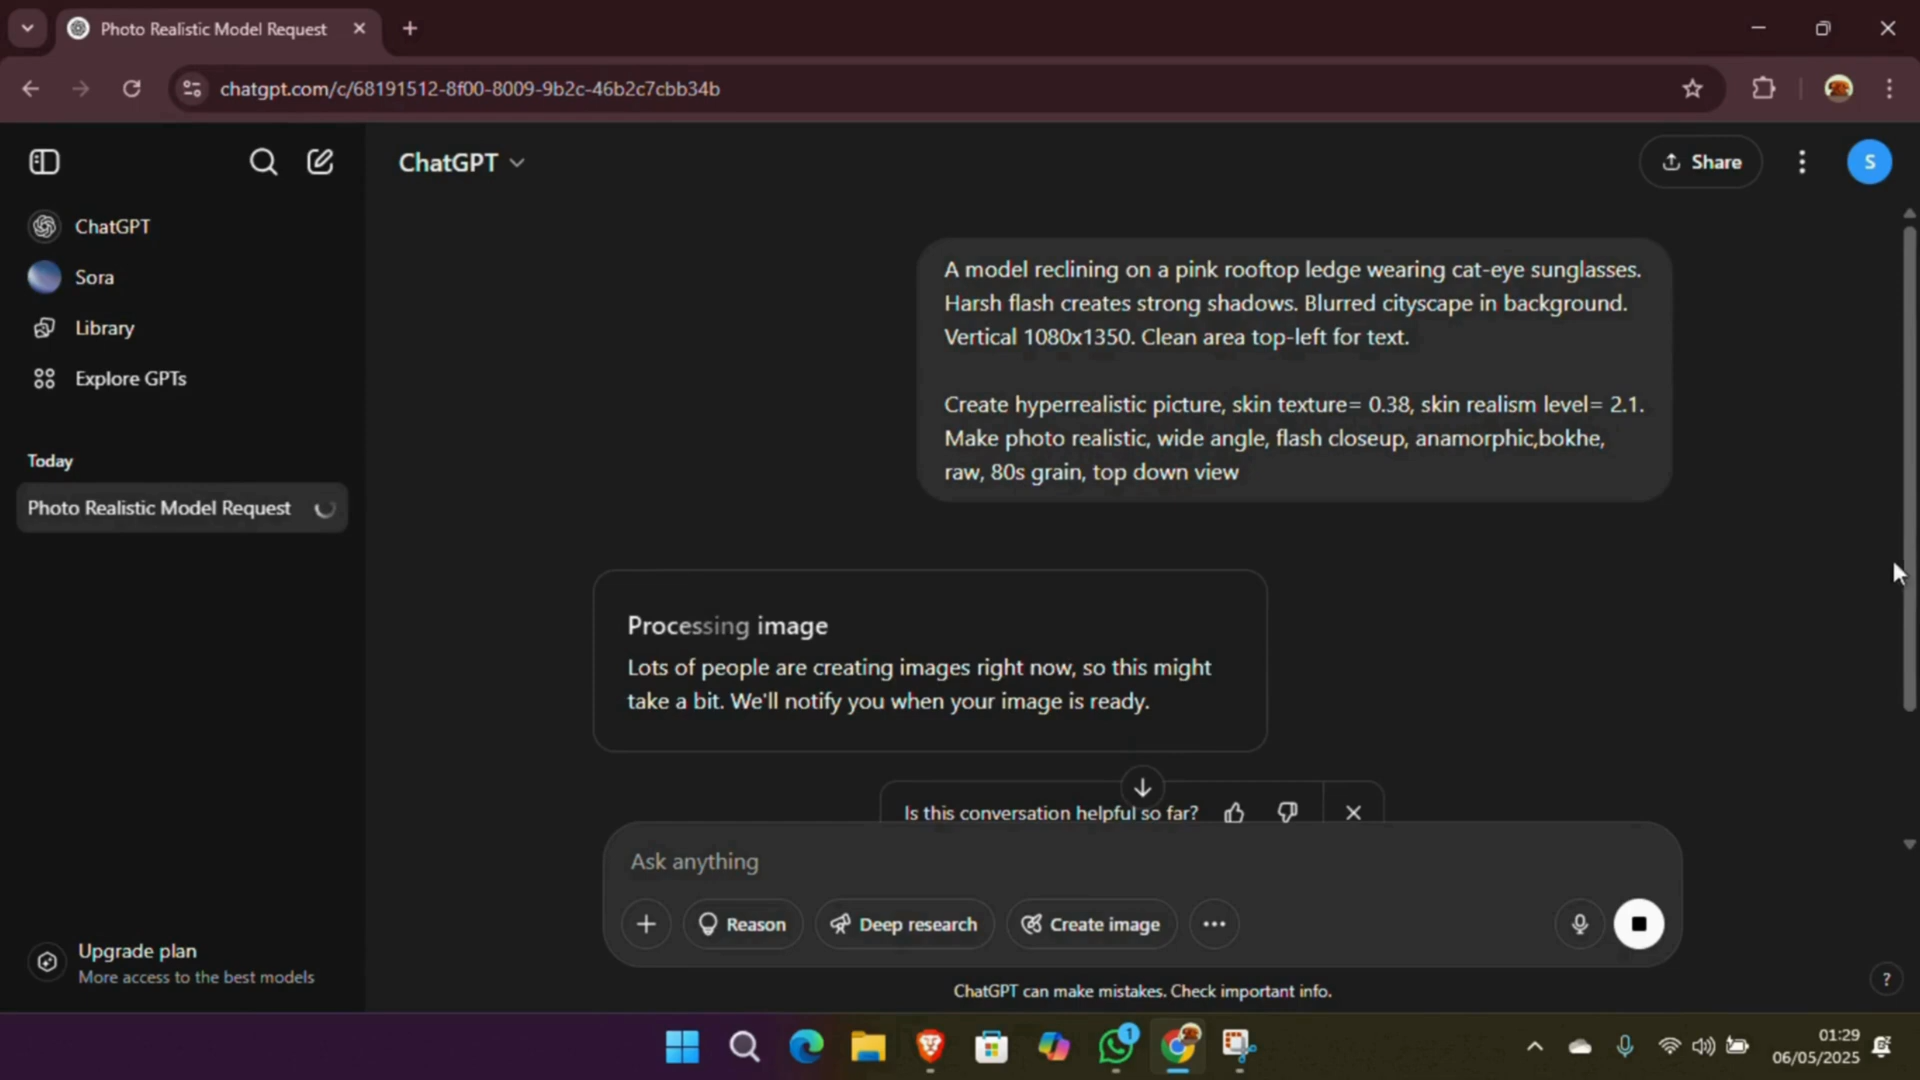 Photo Realistic Model Request
chatgpt.com/c/68191512-8f00-8009-9b2c-46b2c7cbb34b
ChatGPT
Share
S
ChatGPT
Sora
Library
Explore GPTs
Today
Photo Realistic Model Request
A model reclining on a pink rooftop ledge wearing cat-eye sunglasses.
Harsh flash creates strong shadows. Blurred cityscape in background.
Vertical 1080x1350. Clean area top-left for text.
Create hyperrealistic picture, skin texture= 0.38, skin realism level= 2.1.
Make photo realistic, wide angle, flash closeup, anamorphic,bokhe,
raw, 80s grain, top down view
Processing image
Lots of people are creating images right now, so this might
take a bit. We'll notify you when your image is ready.
Is this conversation helpful so far?
Ask anything
Reason
Deep research
Create image
Upgrade plan
More access to the best models
ChatGPT can make mistakes. Check important info.
?
1
01:29
06/05/2025